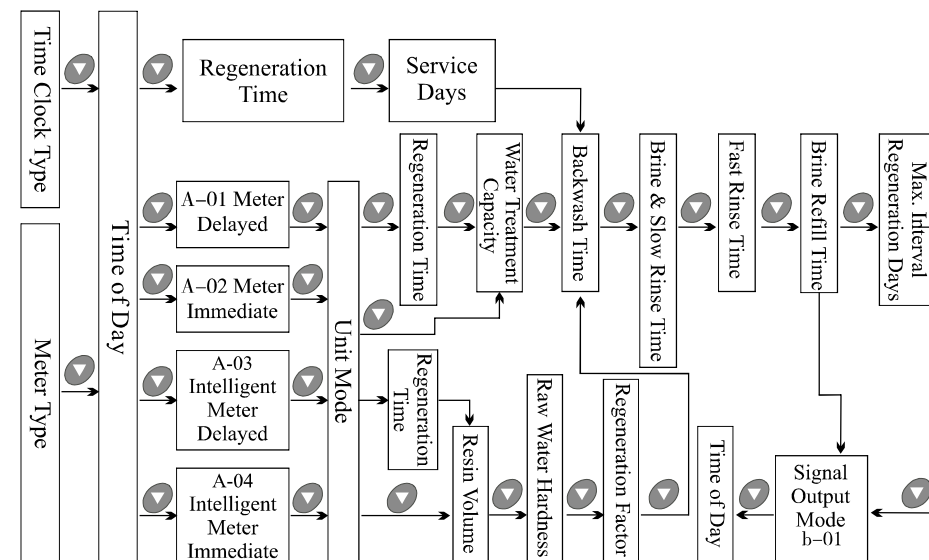 Time Clock Type
Meter Type
Time of Day
Regeneration
Time
Service
Days
A–01 Meter
Delayed
A–02 Meter
Immediate
A-03
Intelligent
Meter
Delayed
A-04
Intelligent
Meter
Immediate
Unit Mode
Regeneration Time
Water Treatment
Capacity
Backwash Time
Brine & Slow Rinse Time
Fast Rinse Time
Brine Refill Time
Max. Interval
Regeneration Days
Regeneration
Time
Resin Volume
Raw Water Hardness
Regeneration Factor
Time of Day
Signal
Output
Mode
b–01